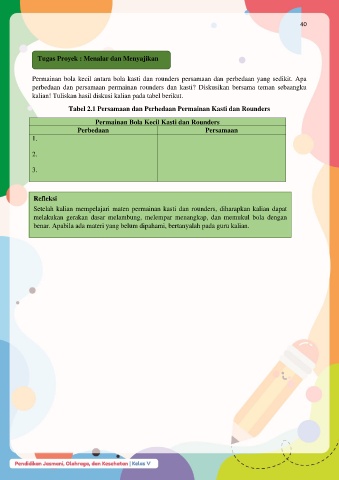 40
Tugas Proyek : Menalar dan Menyajikan
Permainan bola kecil antara bola kasti dan rounders persamaan dan perbedaan yang sedikit. Apa
perbedaan dan persamaan permainan rounders dan kasti? Diskusikan bersama teman sebangku
kalian! Tuliskan hasil diskusi kalian pada tabel berikut.
Tabel 2.1 Persamaan dan Perbedaan Permainan Kasti dan Rounders
Permainan Bola Kecil Kasti dan Rounders
Perbedaan Persamaan
1.
2.
3.
Refleksi
Setelah kalian mempelajari materi permainan kasti dan rounders, diharapkan kalian dapat
melakukan gerakan dasar melambung, melempar menangkap, dan memukul bola dengan
benar. Apabila ada materi yang belum dipahami, bertanyalah pada guru kalian.
Pendidikan Jasmani, Olahraga, dan Kesehatan | Kelas V